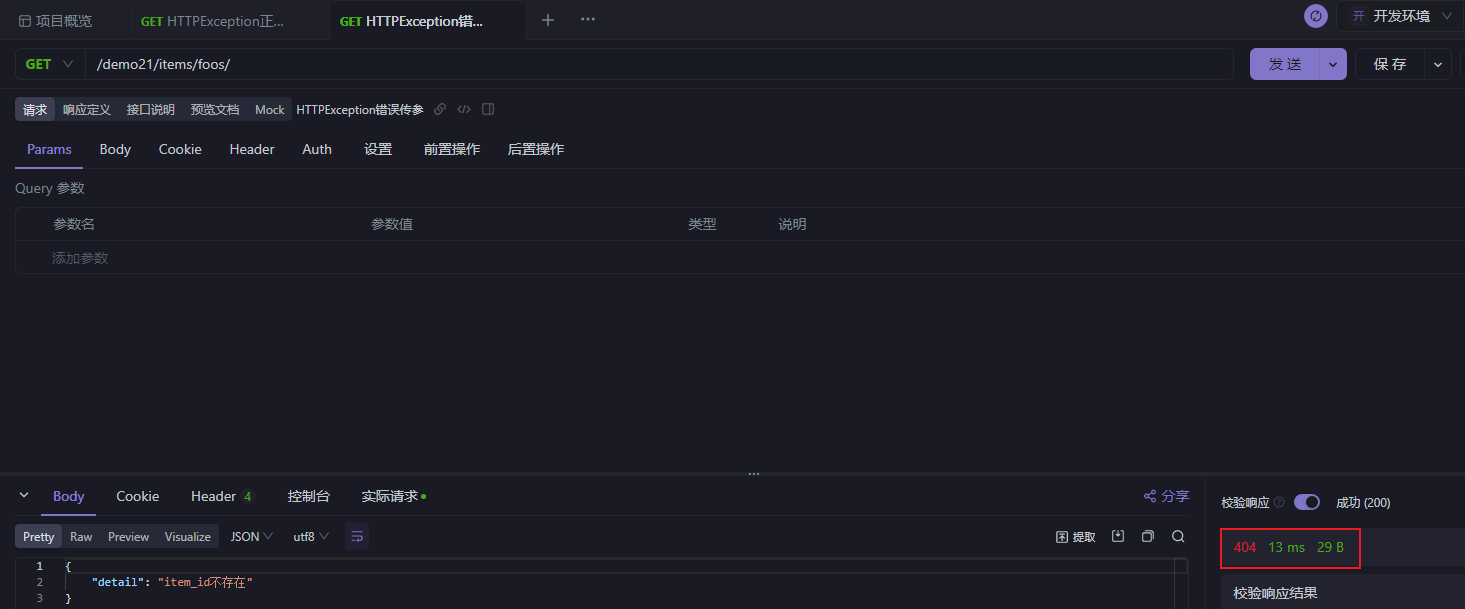 项目概览 GET HTTPException正... GET HTTPException错... 开 开发环境
GET /demo21/items/foos/ 发 送 保 存
请求 响应定义 接口说明 预览文档 Mock HTTPException错误传参
Params Body Cookie Header Auth 设置 前置操作 后置操作
Query 参数
参数名 参数值 类型 说明
添加参数
Body Cookie Header 4 控制台 实际请求 分享
校验响应 成功 (200)
Pretty Raw Preview Visualize JSON utf8 提取
404 13 ms 29 B
1 {
2 "detail": "item_id不存在"
3 }
校验响应结果